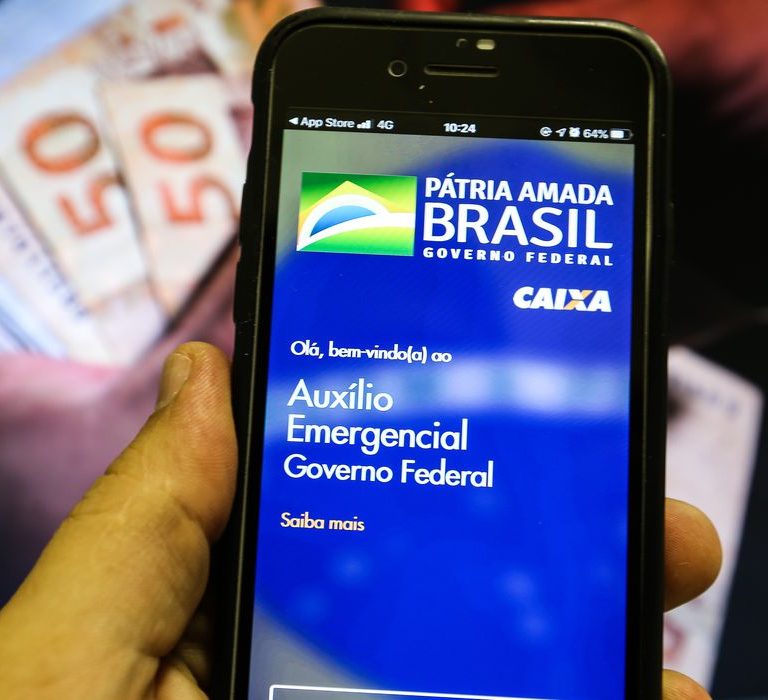 50
50
App Store 4G 10:24 64%
PÁTRIA AMADA
BRASIL
GOVERNO FEDERAL
CAIXA
Olá, bem-vindo(a) ao
Auxílio
Emergencial
Governo Federal
Saiba mais